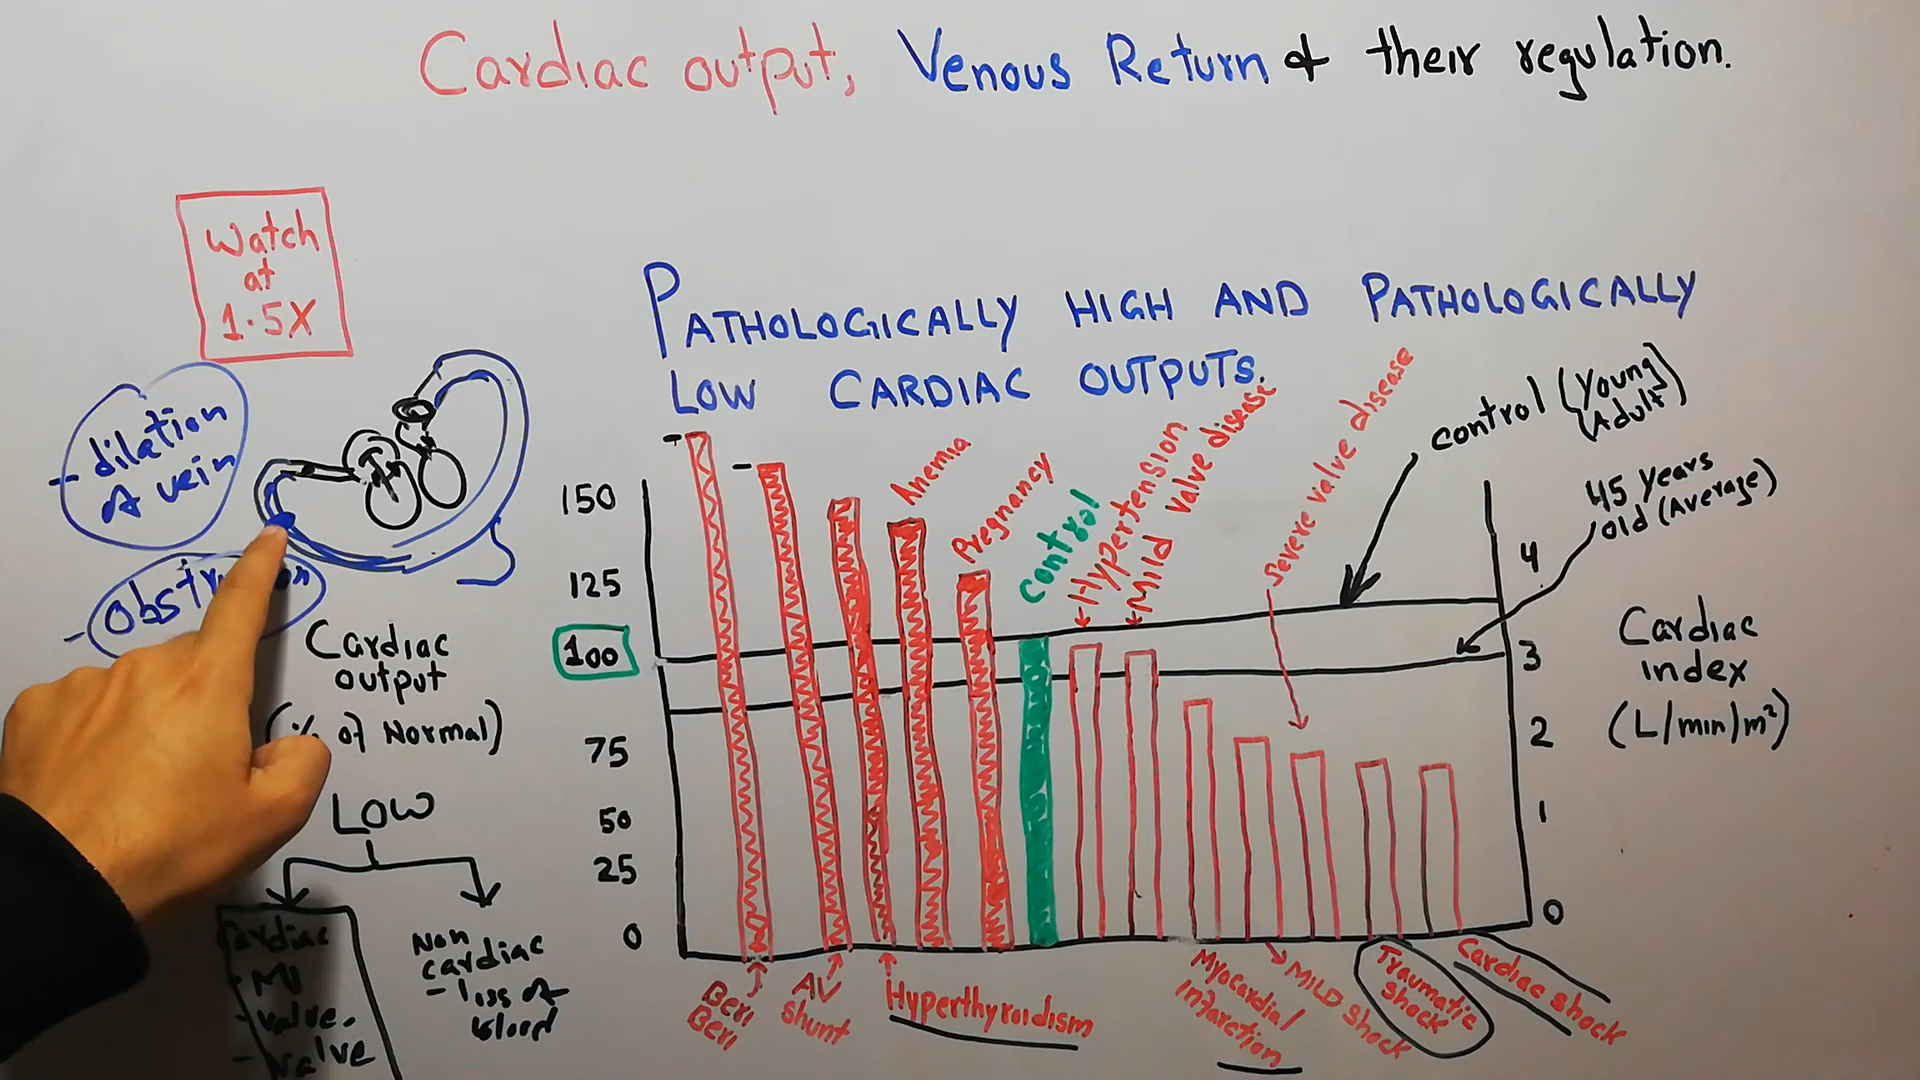 Cardiac output, Venous Return & their regulation.
Watch
at
1.5X
PATHOLOGICALLY HIGH AND PATHOLOGICALLY
LOW CARDIAC OUTPUTS.
- dilation
of vein
-
Cardiac
output
(% of Normal)
LOW
Cardiac
- MI
- valve.
- valve
Non
cardiac
- loss of
blood
150
125
100
75
50
25
0
Anemia
Pregnancy
Control
Hypertension
Mild valve disease
severe valve disease
control (Young
Adult)
45 years
old (Average)
4
3
2
1
0
Cardiac
index
(L/min/m²)
Beri
Beri
AV
shunt
Hyperthyroidism
Myocardial
infarction
MILD shock
Traumatic
shock
Cardiac shock